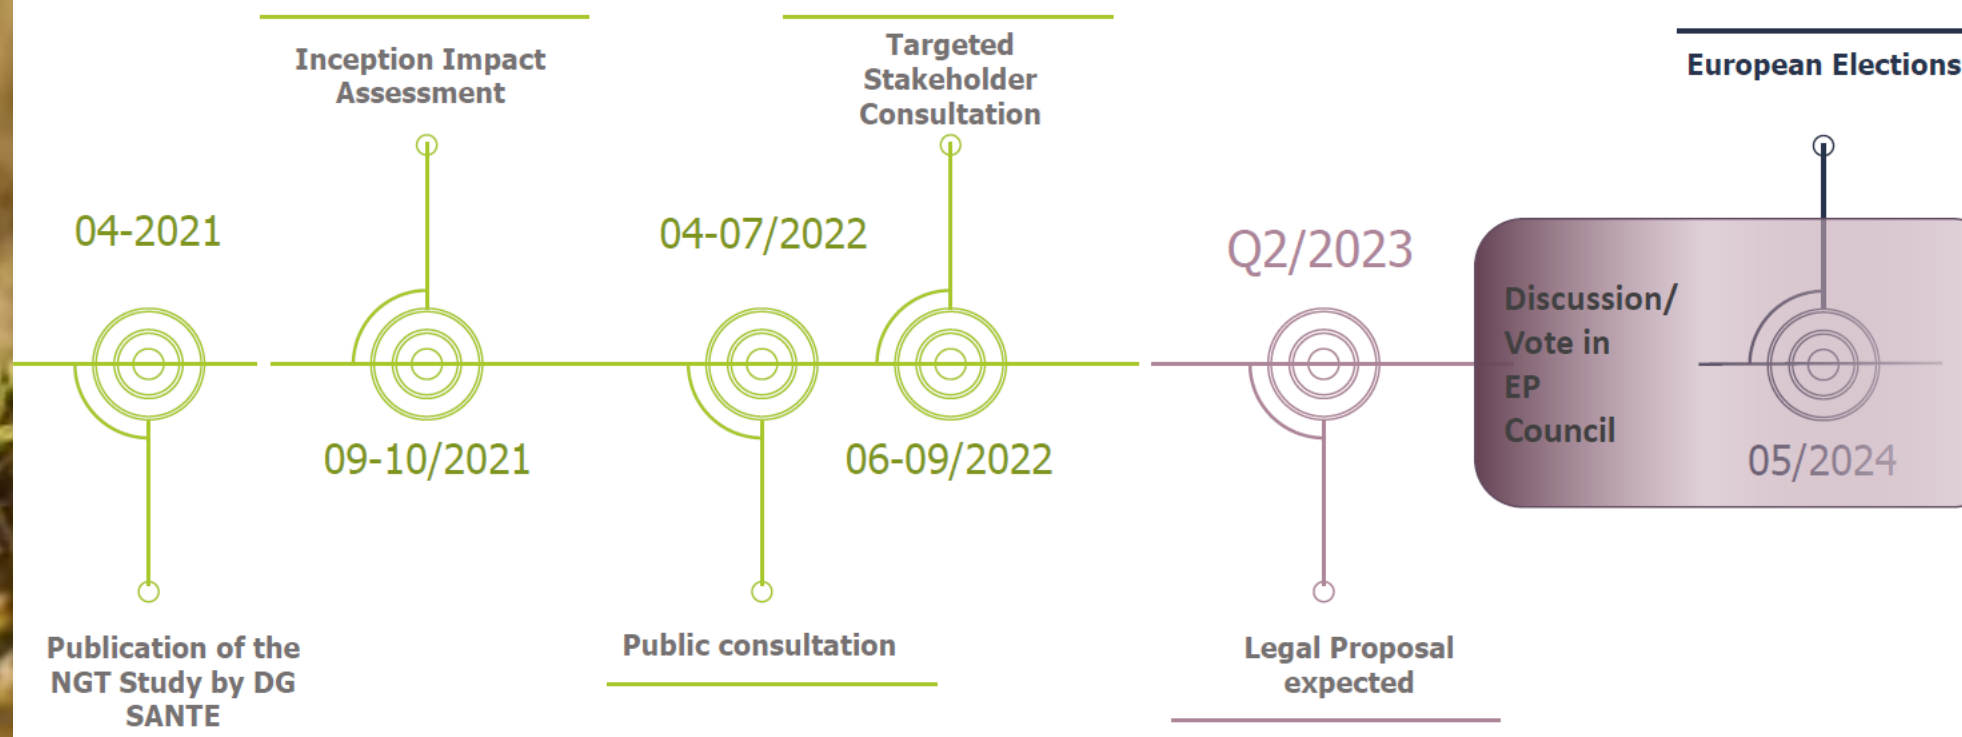 Inception Impact
Assessment
Targeted
Stakeholder
Consultation
European Elections
04-2021
04-07/2022
Q2/2023
Discussion/
Vote in
EP
Council
09-10/2021
06-09/2022
05/2024
Publication of the
NGT Study by DG
SANTE
Public consultation
Legal Proposal
expected